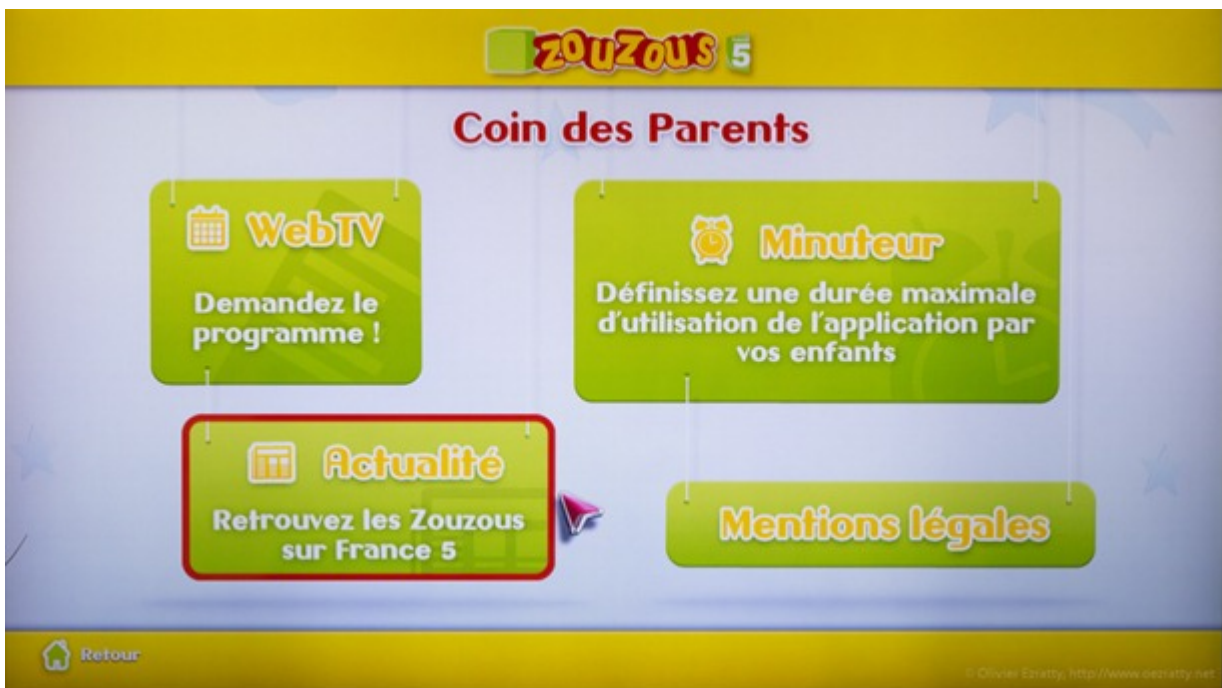 zouzous 5
Coin des Parents
WebTV
Demandez le
programme !
Minuteur
Définissez une durée maximale
d'utilisation de l'application par
vos enfants
Actualité
Retrouvez les Zouzous
sur France 5
Mentions légales
Retour
© Olivier Ezratty, http://www.oezratty.net